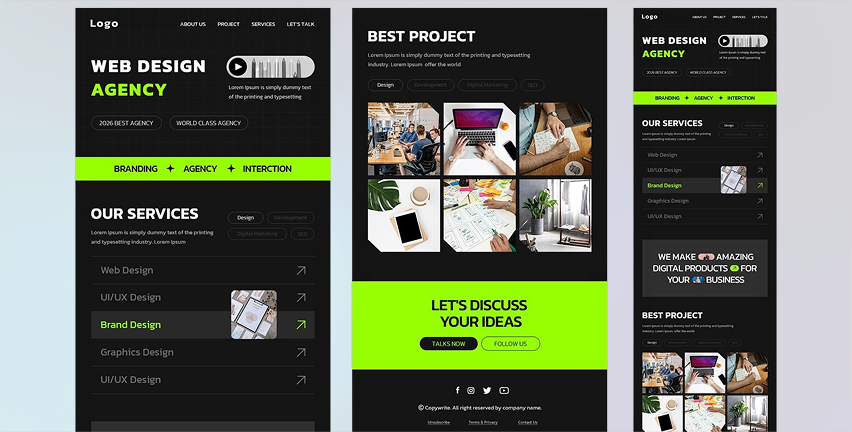 Logo
ABOUT US PROJECT SERVICES LET'S TALK
WEB DESIGN
AGENCY
Lorem Ipsum is simply dummy text
of the printing and typesetting
2026 BEST AGENCY WORLD CLASS AGENCY
BRANDING AGENCY INTERCTION
OUR SERVICES
Lorem Ipsum is simply dummy text of the printing
and typesetting industry. Lorem Ipsum
Design Development
Digital Marketing SEO
Web Design
UI/UX Design
Brand Design
Graphics Design
UI/UX Design
BEST PROJECT
Lorem Ipsum is simply dummy text of the printing and typesetting
industry. Lorem Ipsum offer the world
Design Development Digital Marketing SEO
LET'S DISCUSS
YOUR IDEAS
TALKS NOW FOLLOW US
© Copywrite. All right reserved by company name.
Unsubscribe Terms & Privacy Contact Us
Logo
ABOUT US PROJECT SERVICES LET'S TALK
WEB DESIGN
AGENCY
Lorem Ipsum is simply dummy text
of the printing and typesetting
2026 BEST AGENCY WORLD CLASS AGENCY
BRANDING AGENCY INTERCTION
OUR SERVICES
Lorem Ipsum is simply dummy text of the printing
and typesetting industry. Lorem Ipsum
Design
Web Design
UI/UX Design
Brand Design
Graphics Design
UI/UX Design
WE MAKE AMAZING
DIGITAL PRODUCTS FOR
YOUR BUSINESS
BEST PROJECT
Lorem Ipsum is simply dummy text of the printing and typesetting
industry. Lorem Ipsum offer the world
Design